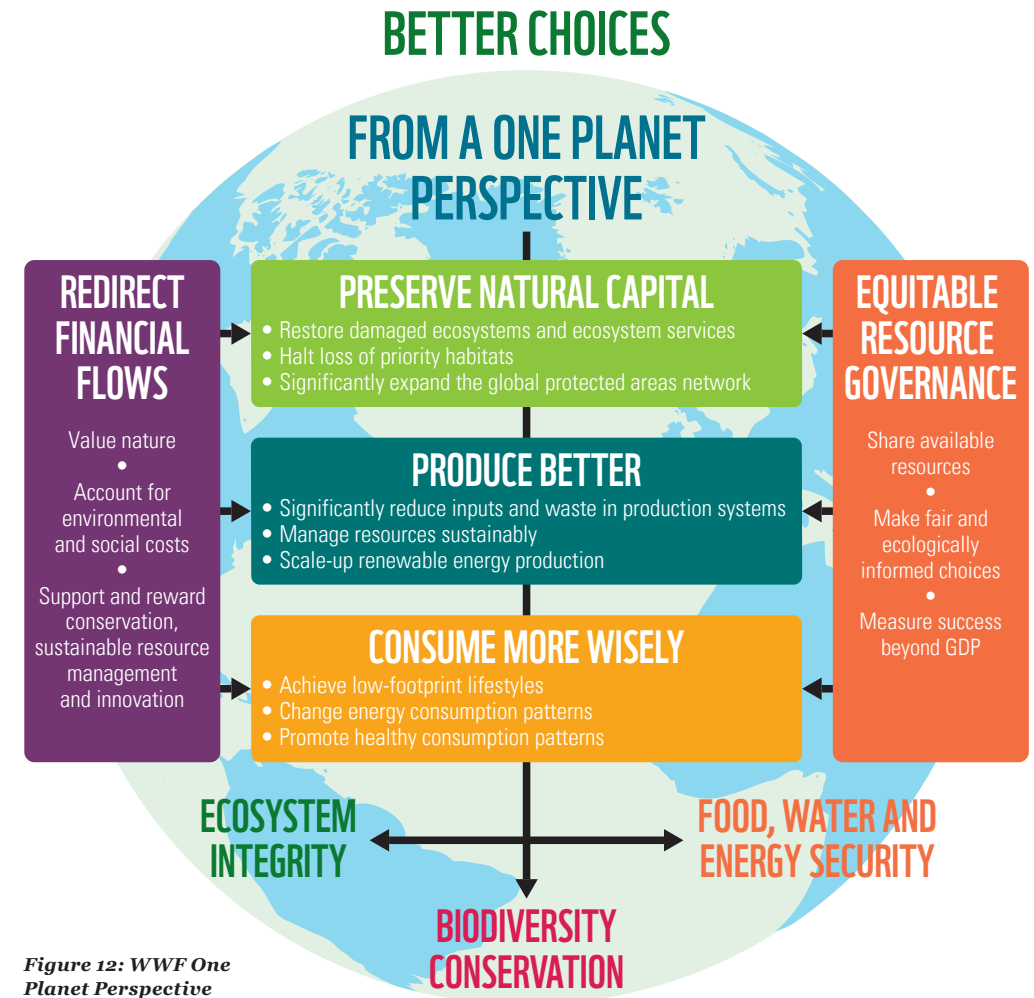 BETTER CHOICES
FROM A ONE PLANET
PERSPECTIVE
REDIRECT
FINANCIAL
FLOWS
Value nature
•
Account for
environmental
and social costs
•
Support and reward
conservation,
sustainable resource
management
and innovation
PRESERVE NATURAL CAPITAL
• Restore damaged ecosystems and ecosystem services
• Halt loss of priority habitats
• Significantly expand the global protected areas network
PRODUCE BETTER
• Significantly reduce inputs and waste in production systems
• Manage resources sustainably
• Scale-up renewable energy production
CONSUME MORE WISELY
• Achieve low-footprint lifestyles
• Change energy consumption patterns
• Promote healthy consumption patterns
EQUITABLE
RESOURCE
GOVERNANCE
Share available
resources
•
Make fair and
ecologically
informed choices
•
Measure success
beyond GDP
ECOSYSTEM
INTEGRITY
FOOD, WATER AND
ENERGY SECURITY
BIODIVERSITY
CONSERVATION
Figure 12: WWF One
Planet Perspective